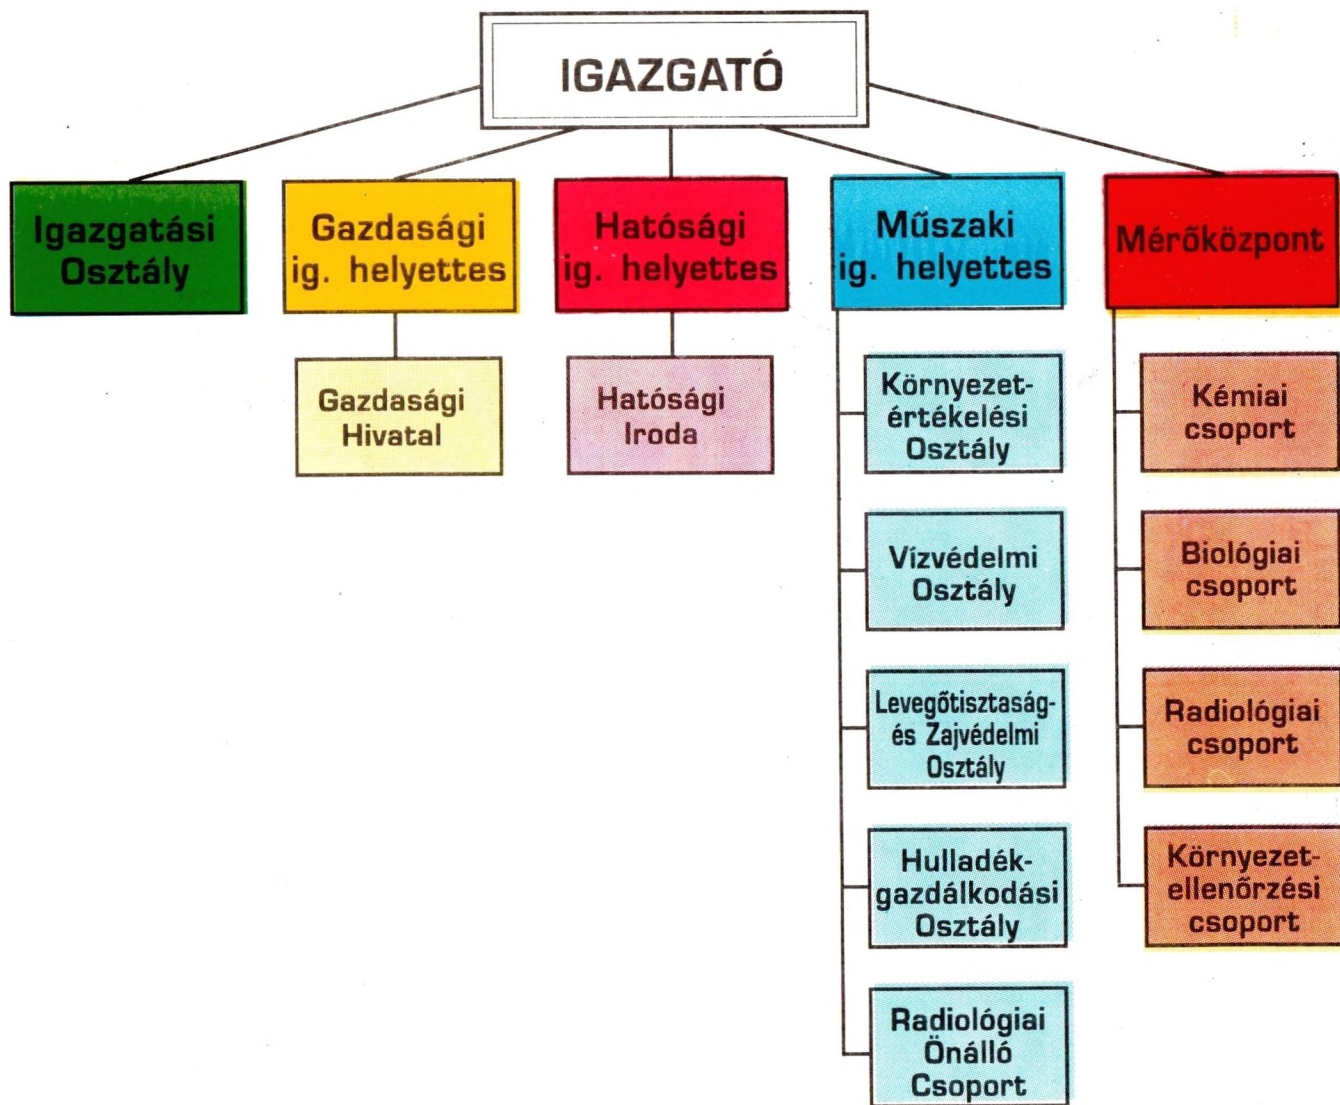 IGAZGATÓ
Igazgatási
Osztály
Gazdasági
ig. helyettes
Hatósági
ig. helyettes
Műszaki
ig. helyettes
Mérőközpont
Gazdasági
Hivatal
Hatósági
Iroda
Környezet-
értékelési
Osztály
Vízvédelmi
Osztály
Levegőtisztaság-
és Zajvédelmi
Osztály
Hulladék-
gazdálkodási
Osztály
Radiológiai
Önálló
Csoport
Kémiai
csoport
Biológiai
csoport
Radiológiai
csoport
Környezet-
ellenőrzési
csoport